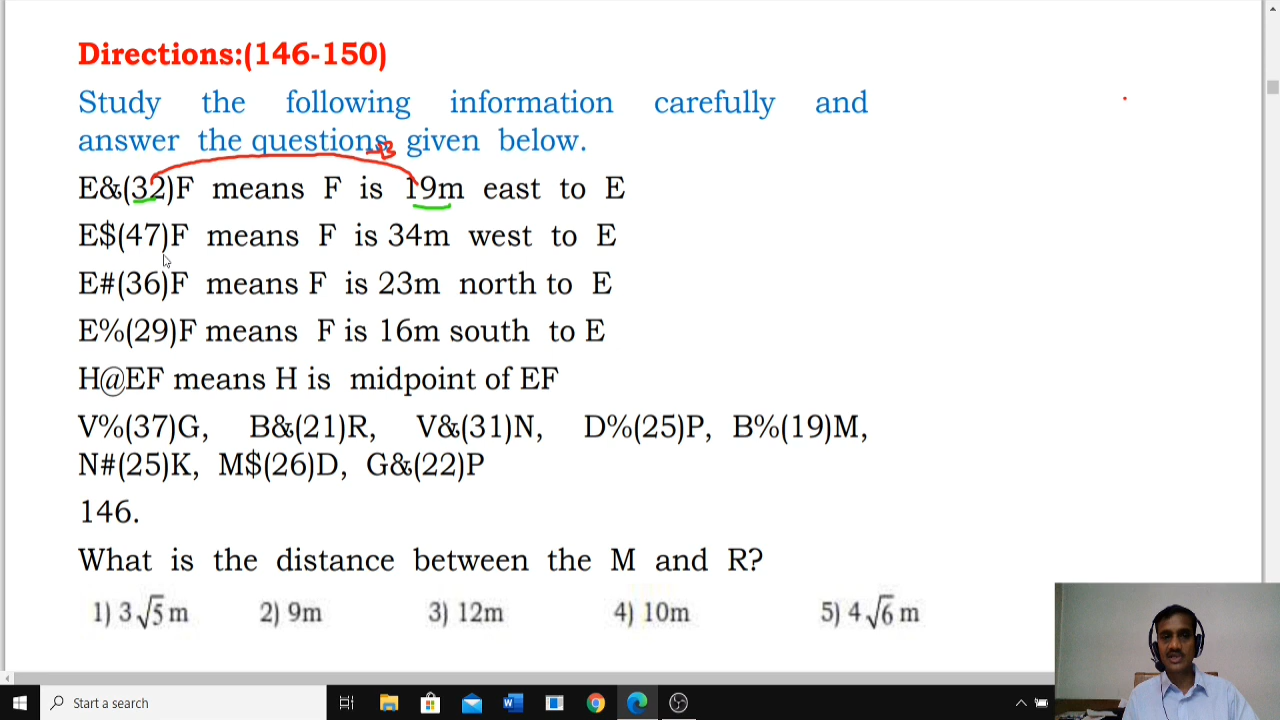 Directions:(146-150)
Study the following information carefully and
answer the questions given below.
E&(32)F means F is 19m east to E
E$(47)F means F is 34m west to E
E#(36)F means F is 23m north to E
E%(29)F means F is 16m south to E
H@EF means H is midpoint of EF
V%(37)G, B&(21)R, V&(31)N, D%(25)P, B%(19)M,
N#(25)K, M$(26)D, G&(22)P
146.
What is the distance between the M and R?
1) 3√5 m 2) 9m 3) 12m 4) 10m 5) 4√6 m
Start a search